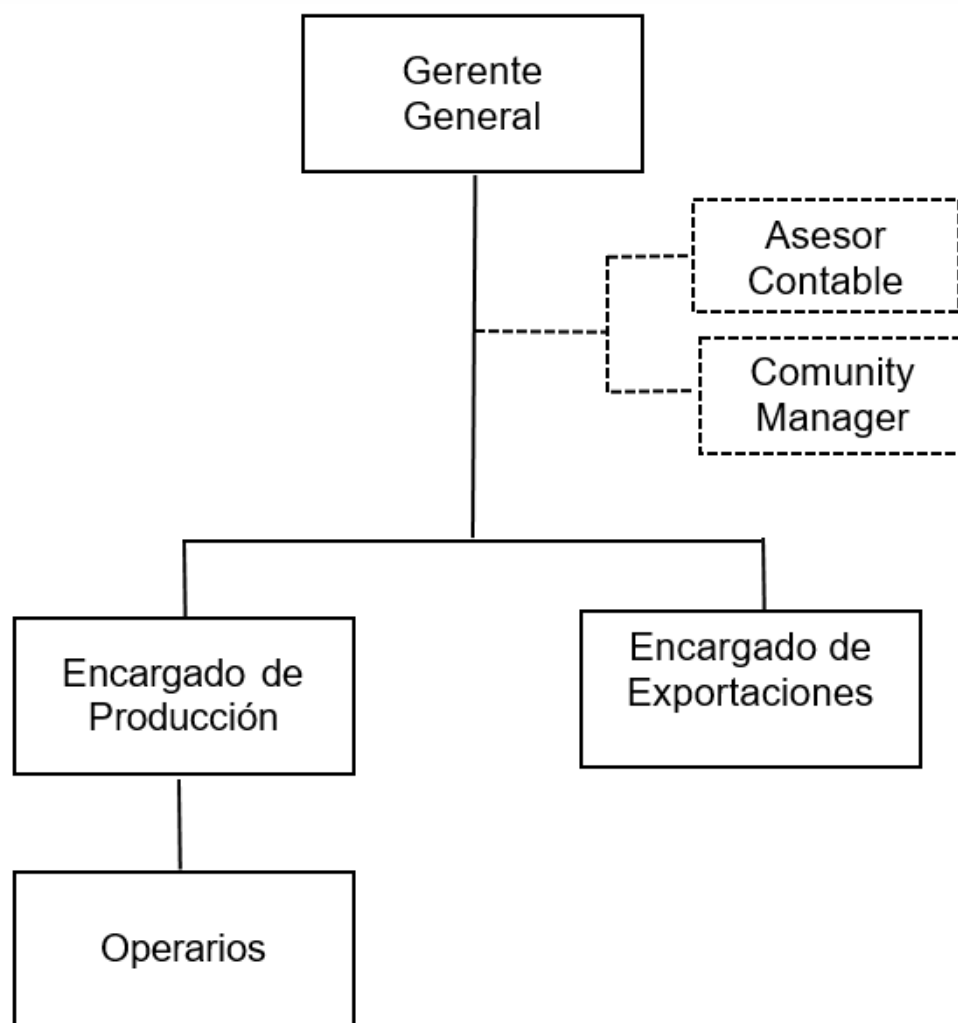 Gerente
General
Asesor
Contable
Comunity
Manager
Encargado de
Producción
Encargado de
Exportaciones
Operarios